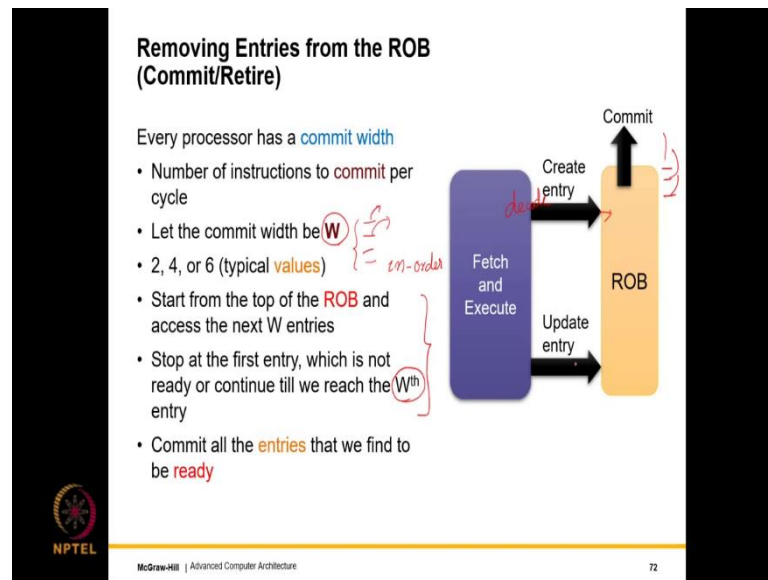 Removing Entries from the ROB
(Commit/Retire)
Every processor has a commit width
• Number of instructions to commit per
cycle
• Let the commit width be W
• 2, 4, or 6 (typical values)
in-order
• Start from the top of the ROB and
access the next W entries
• Stop at the first entry, which is not
ready or continue till we reach the Wth
entry
• Commit all the entries that we find to
be ready
Commit
Create
entry
decode
Fetch
and
Execute
ROB
Update
entry
NPTEL
McGraw-Hill | Advanced Computer Architecture
72